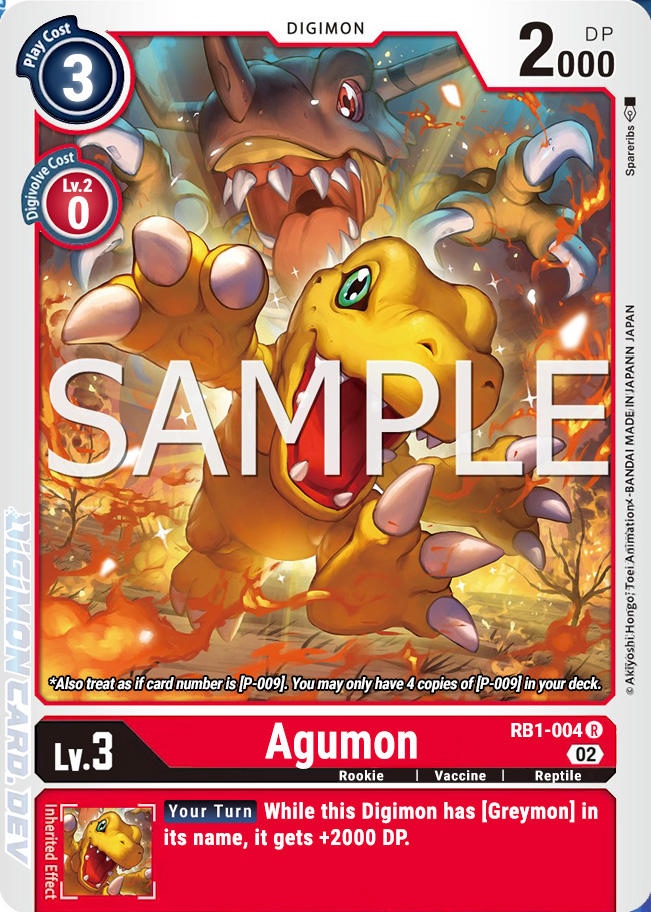 DIGIMON
Play Cost
3
DP
2000
Digivolve Cost
Lv.2
0
Spareribs
SAMPLE
© Akiyoshi Hongo, Toei Animation •BANDAI MADE IN JAPANN JAPAN
DIGIMON CARD.DEV
*Also treat as if card number is [P-009]. You may only have 4 copies of [P-009] in your deck.
Lv.3
Agumon
RB1-004 R
02
Rookie | Vaccine | Reptile
Inherited Effect
Your Turn While this Digimon has [Greymon] in
its name, it gets +2000 DP.